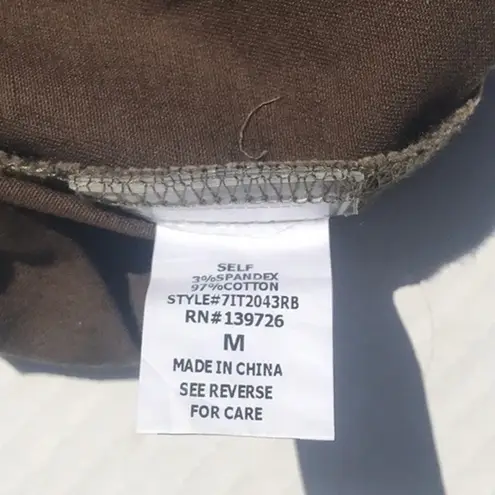 SELF
3%SPANDEX
97%COTTON
STYLE#7IT2043RB
RN#139726
M
MADE IN CHINA
SEE REVERSE
FOR CARE